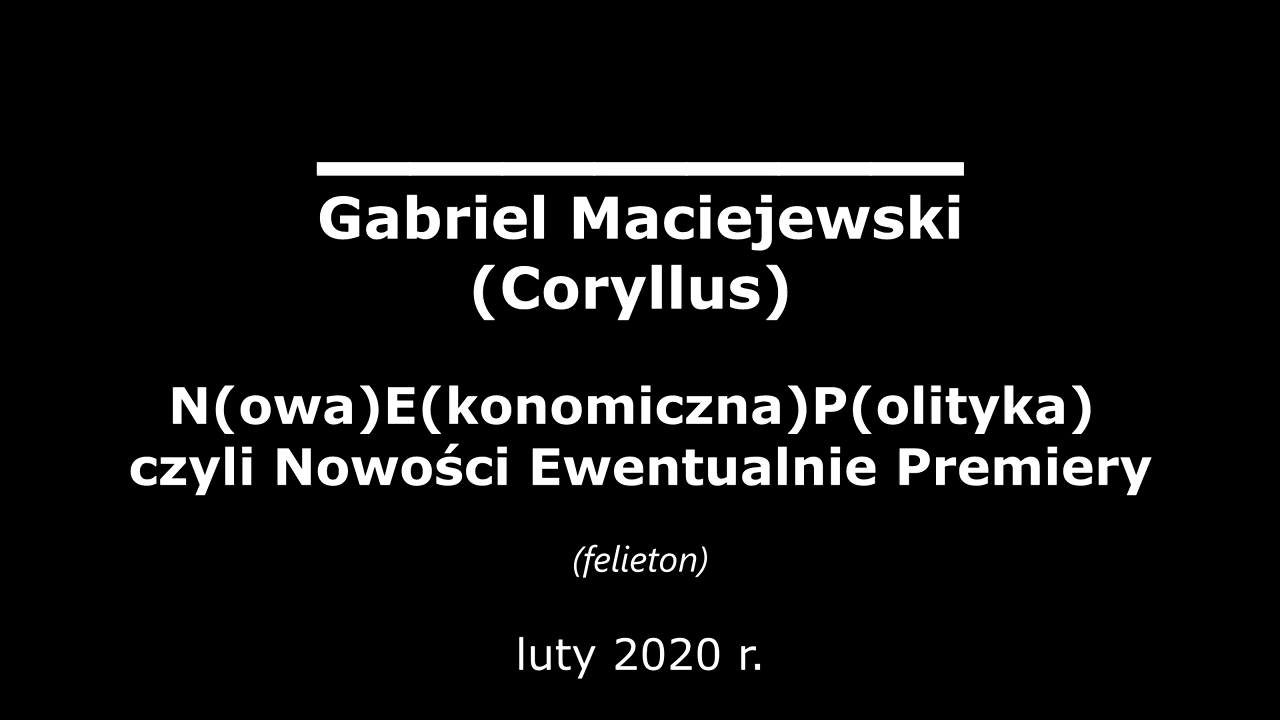 Gabriel Maciejewski
(Coryllus)
N(owa)E(konomiczna)P(olityka)
czyli Nowości Ewentualnie Premiery
(felieton)
luty 2020 r.